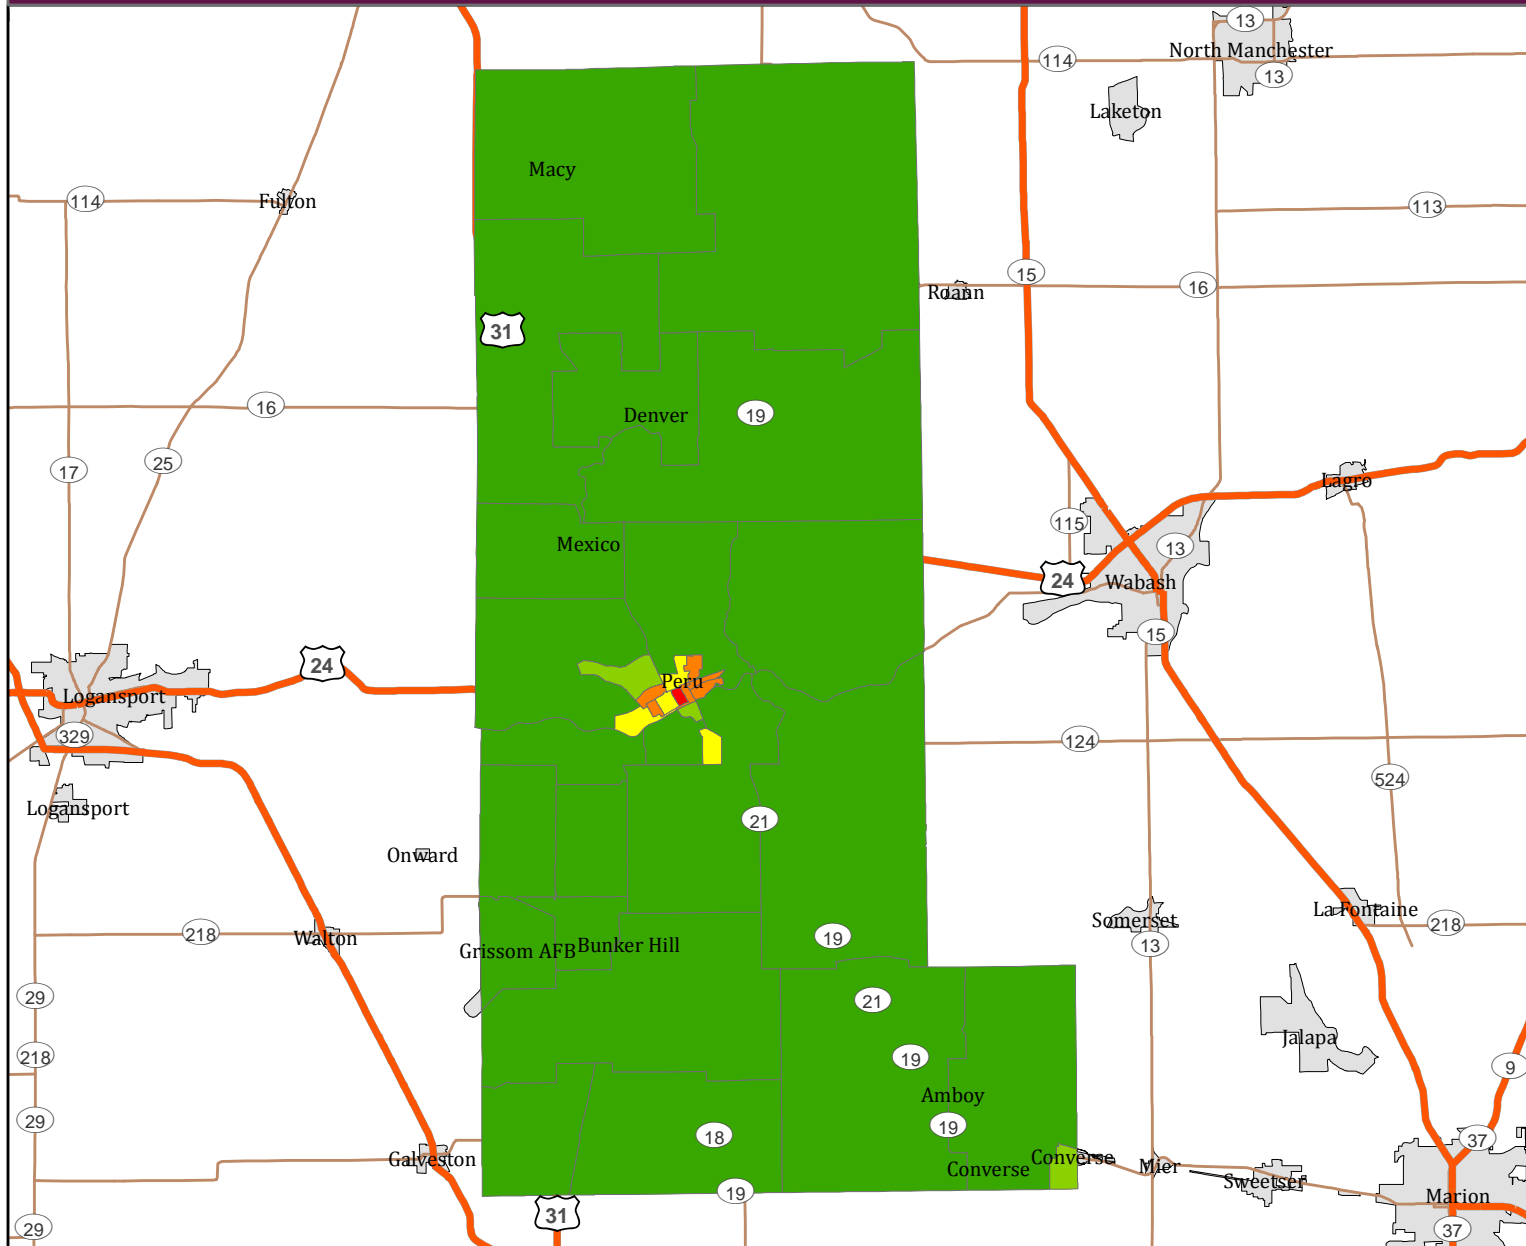 13
North Manchester
114
13
Laketon
Macy
114
Fulton
113
15
Roann
16
31
16
Denver
19
25
17
Lagro
115
Mexico
13
24
Wabash
15
24
Peru
Logansport
329
124
524
Logansport
21
Onward
La Fontaine
Somerset
218
218
Walton
19
13
Grissom AFB
Bunker Hill
29
21
Jalapa
218
19
9
Amboy
29
19
18
37
Galveston
Converse
Converse
Mier
Sweetser
19
Marion
31
29
37